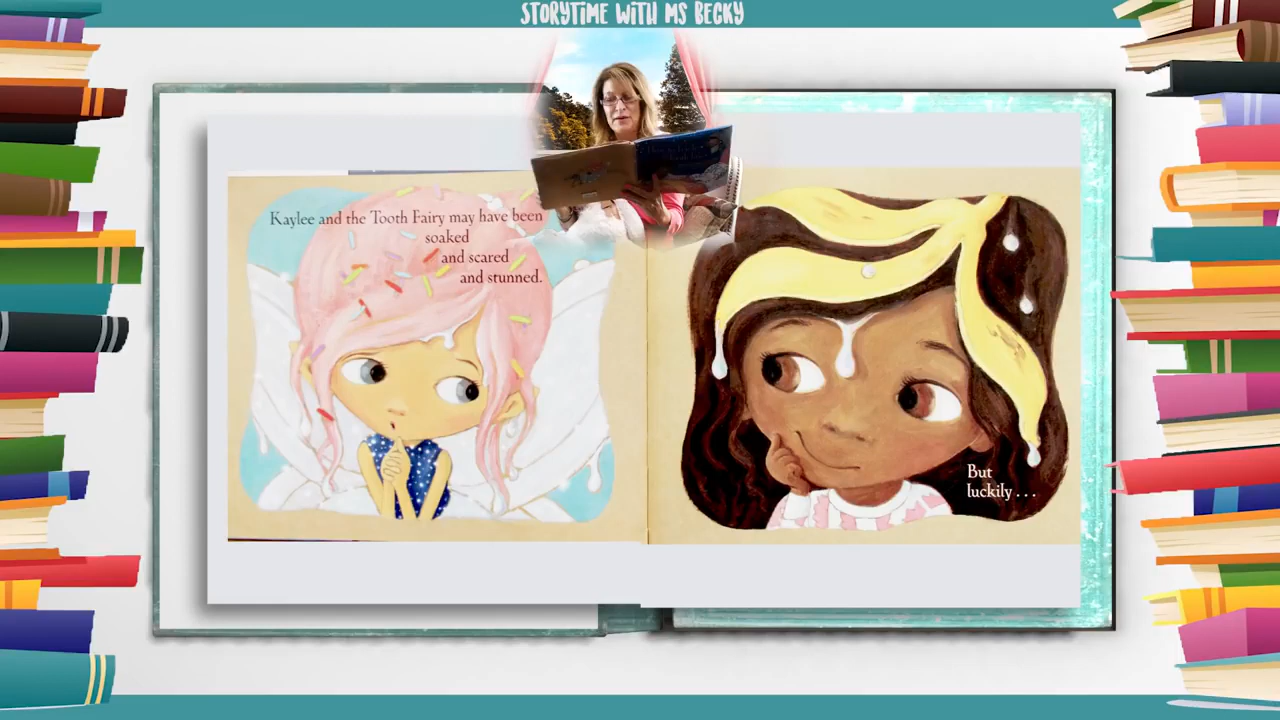 STORYTIME WITH MS BECKY
Kaylee and the Tooth Fairy may have been
soaked
and scared
and stunned.
But
luckily . . .